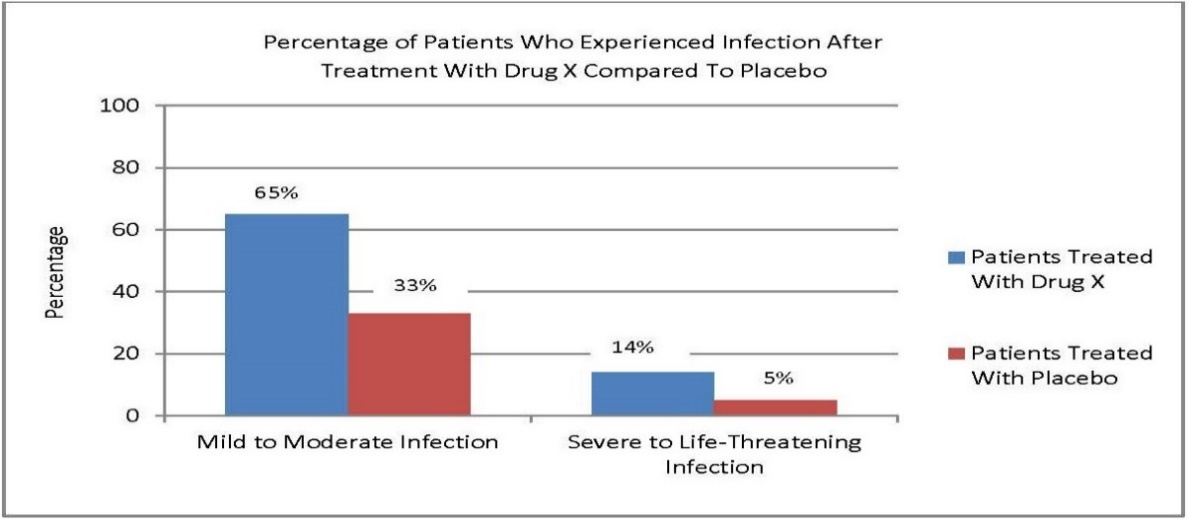 Percentage of Patients Who Experienced Infection After
Treatment With Drug X Compared To Placebo
Percentage
100
80
60
40
20
0
65%
33%
14%
5%
Mild to Moderate Infection
Severe to Life-Threatening
Infection
Patients Treated
With Drug X
Patients Treated
With Placebo